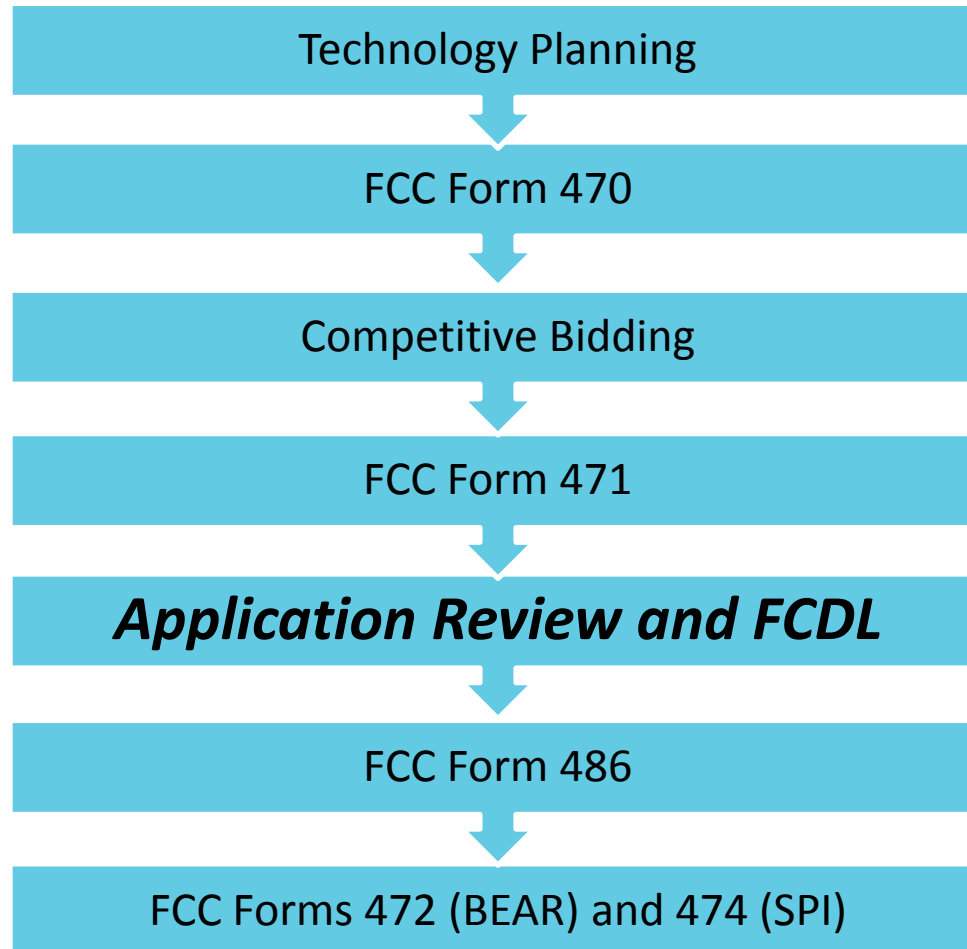 Technology Planning
FCC Form 470
Competitive Bidding
FCC Form 471
Application Review and FCDL
FCC Form 486
FCC Forms 472 (BEAR) and 474 (SPI)